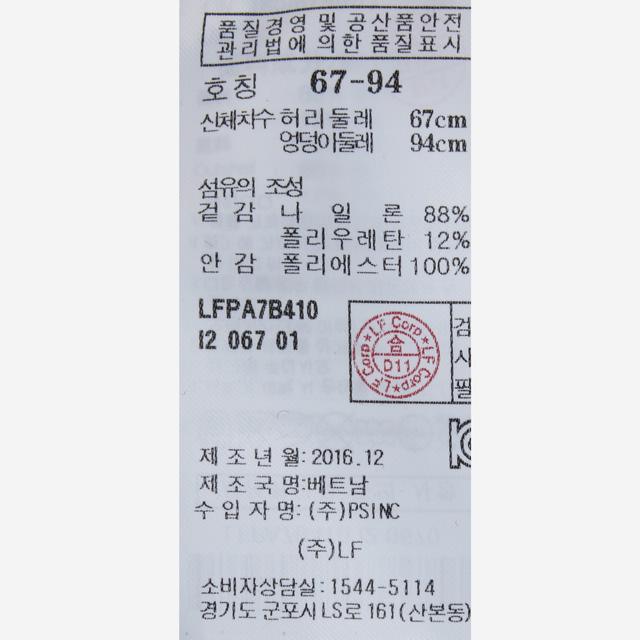 품질경영 및 공산품안전
관리법에 의한 품질표시
호칭 67-94
신체치수 허리둘레 67cm
엉덩이둘레 94cm
섬유의 조성
겉감 나일론 88%
폴리우레탄 12%
안감 폴리에스터 100%
LFPA7B410
I2 067 01
LF Corp★LF Corp★LF Corp★
合
D11
검
사
필
제조년월:2016.12
제조국명:베트남
수입자명:(주)PSINC
(주)LF
소비자상담실:1544-5114
경기도 군포시 LS로 161(산본동)